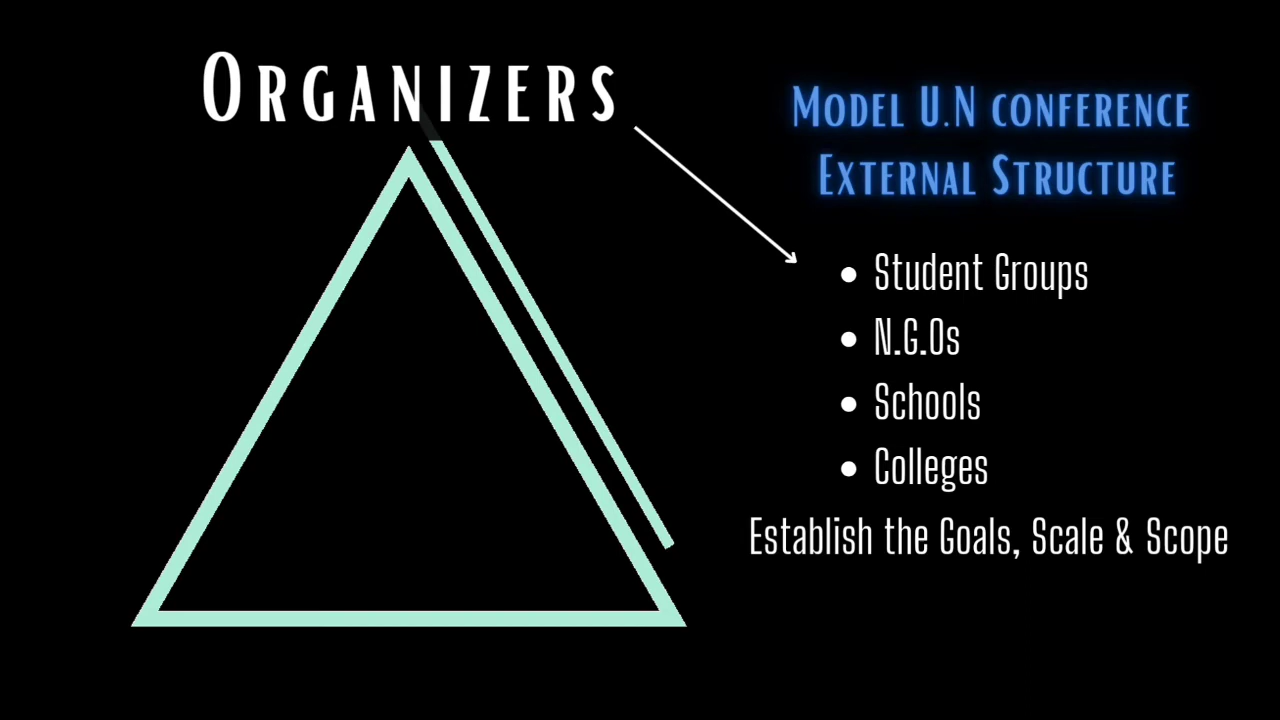 Organizers
Model U.N conference
External Structure
• Student Groups
• N.G.Os
• Schools
• Colleges
Establish the Goals, Scale & Scope